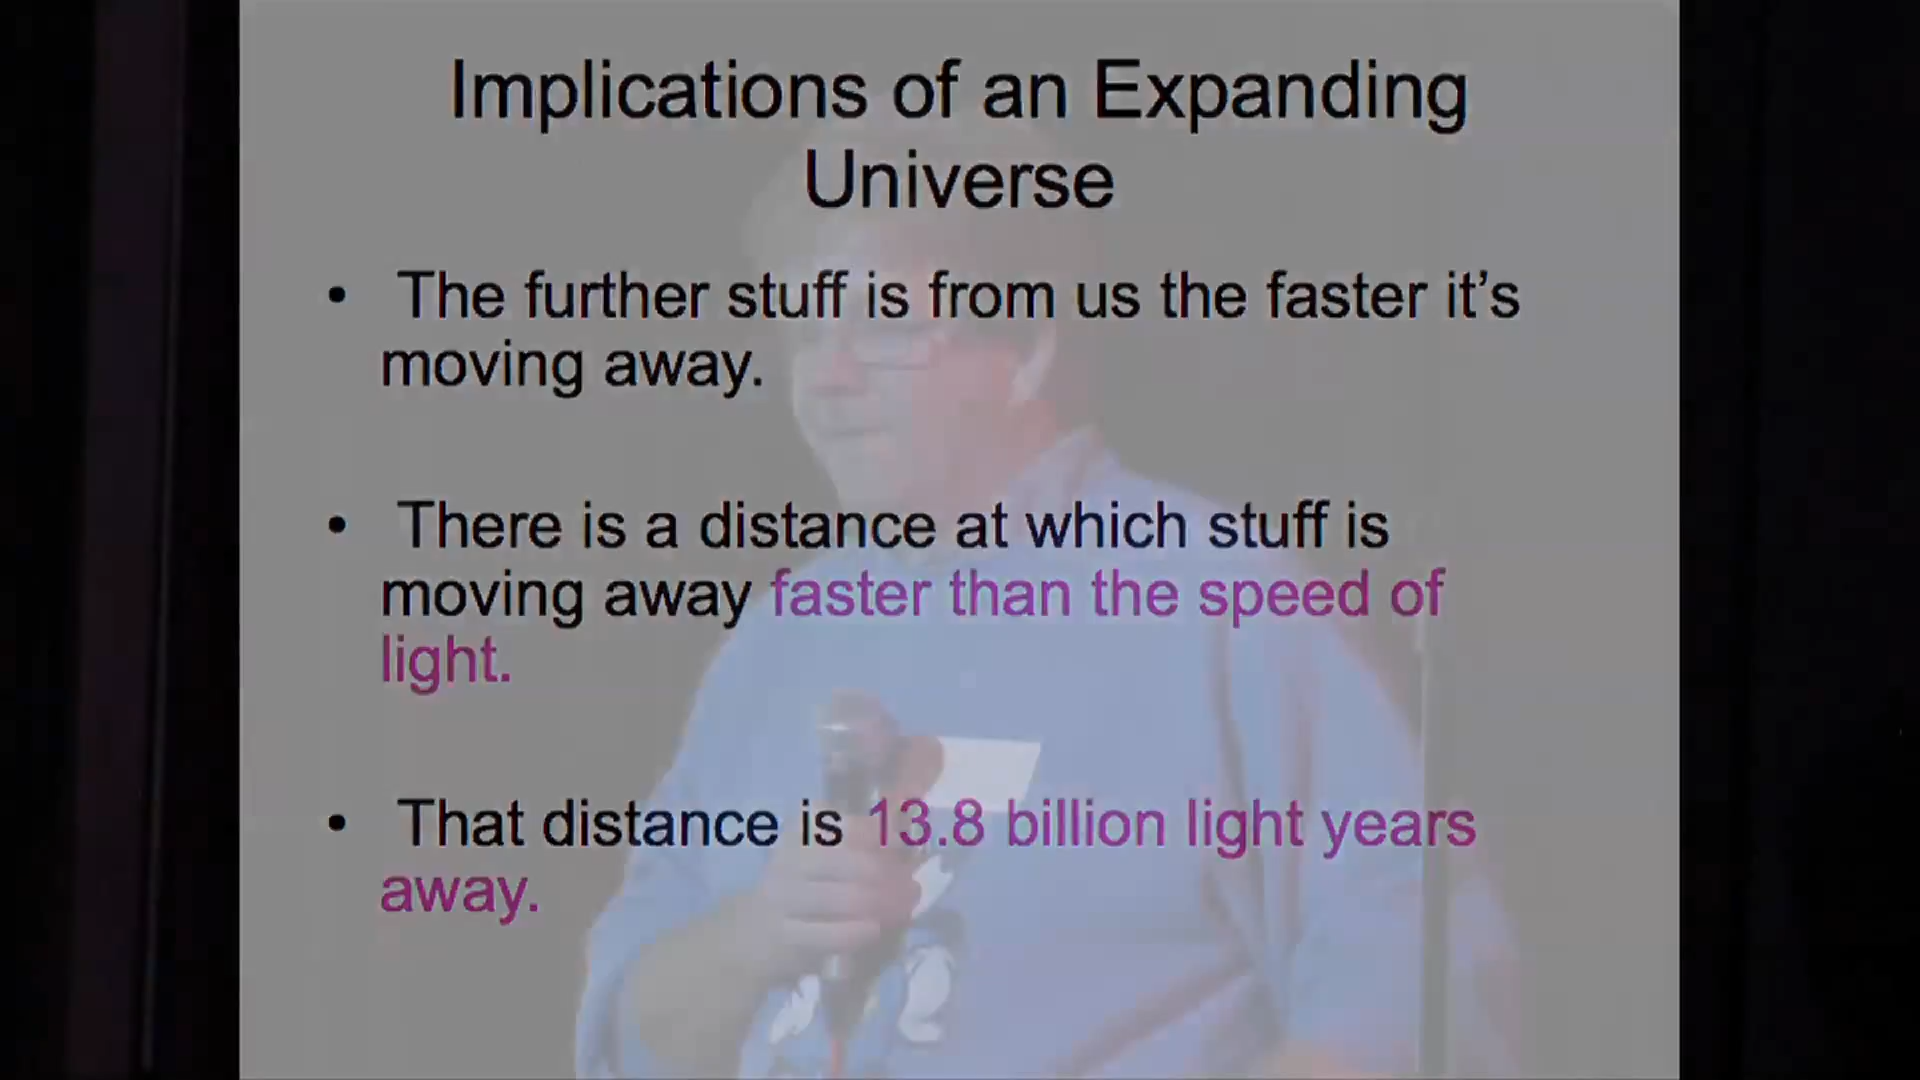 Implications of an Expanding
Universe
• The further stuff is from us the faster it’s
moving away.
• There is a distance at which stuff is
moving away faster than the speed of
light.
• That distance is 13.8 billion light years
away.